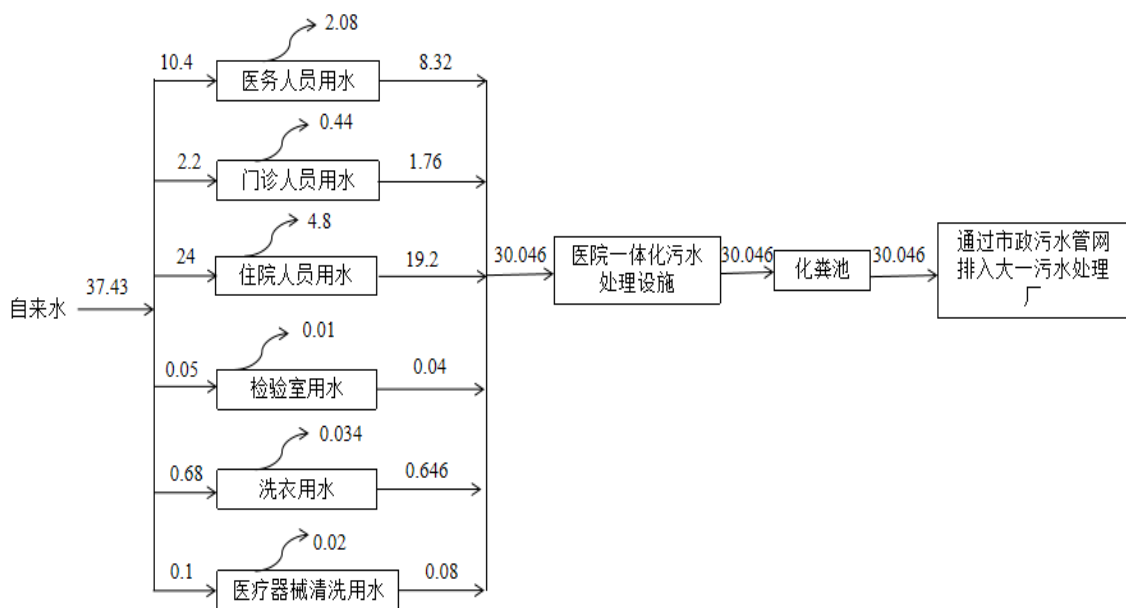 2.08
10.4
医务人员用水
8.32
0.44
2.2
门诊人员用水
1.76
4.8
24
住院人员用水
19.2
30.046
医院一体化污水
处理设施
30.046
化粪池
30.046
通过市政污水管网
排入大一污水处理
厂
自来水
37.43
0.01
0.05
检验室用水
0.04
0.034
0.68
洗衣用水
0.646
0.02
0.1
医疗器械清洗用水
0.08